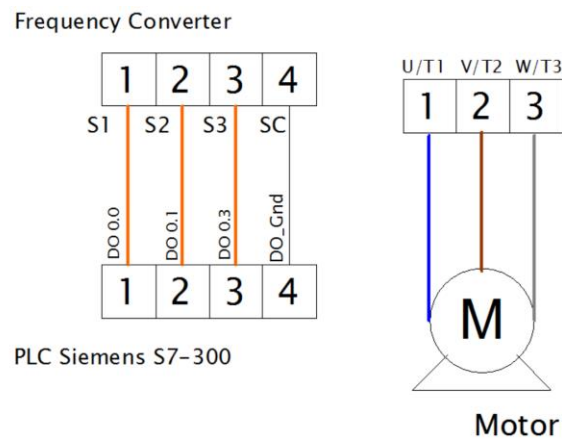 Frequency Converter
1 2 3 4
S1 S2 S3 SC
DO 0.0 DO 0.1 DO 0.3 DO_Gnd
1 2 3 4
PLC Siemens S7-300
U/T1 V/T2 W/T3
1 2 3
M
Motor